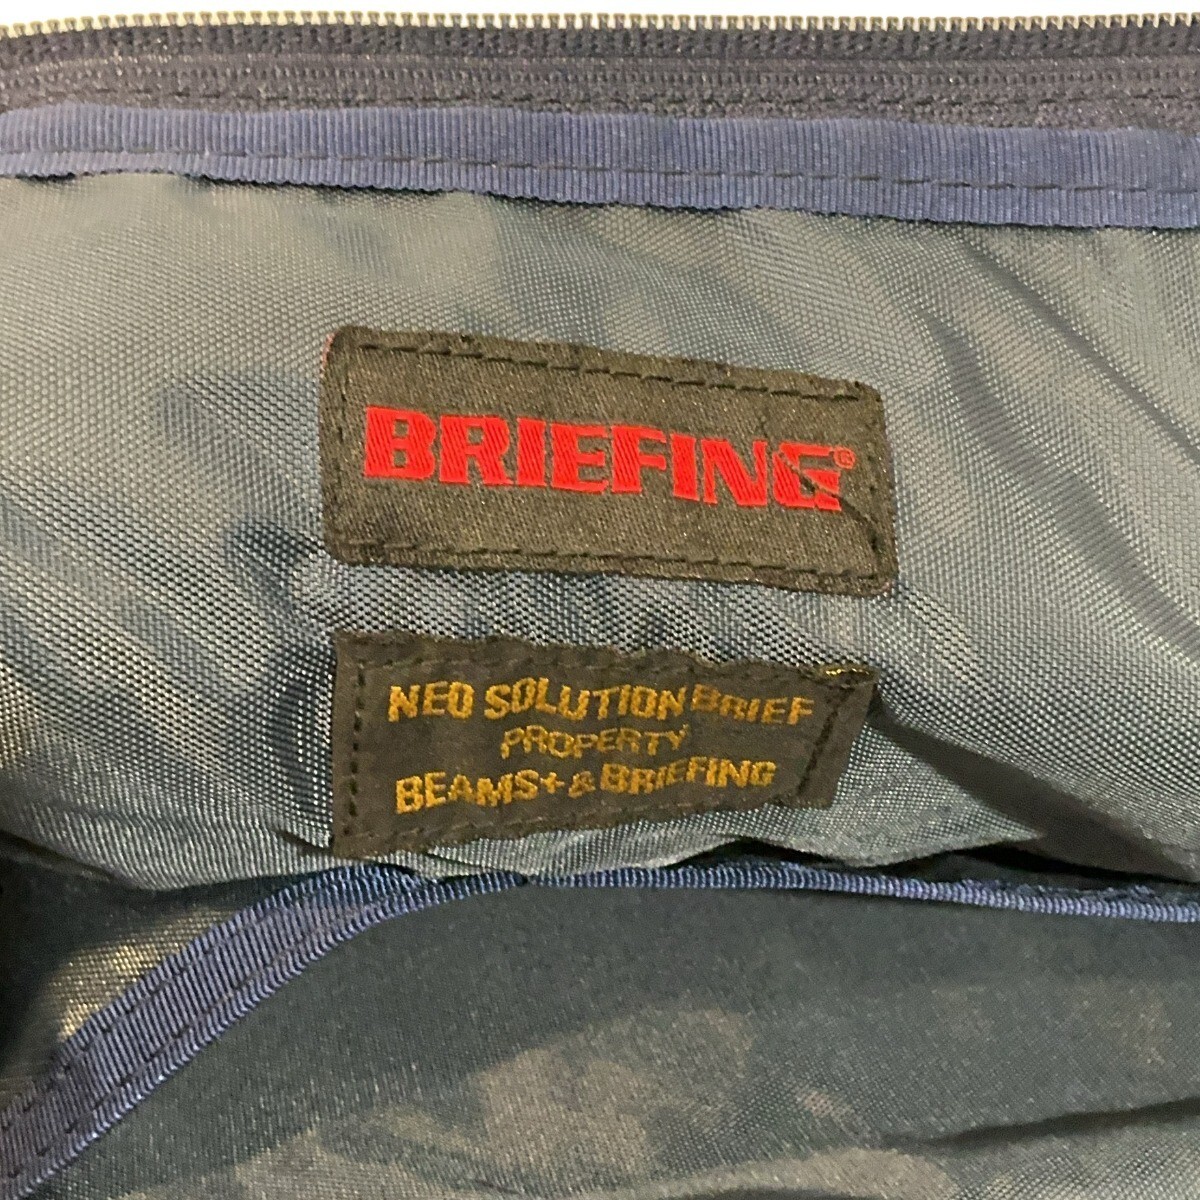 BRIEFING®
NEO SOLUTION BRIEF
PROPERTY
BEAMS+ & BRIEFING